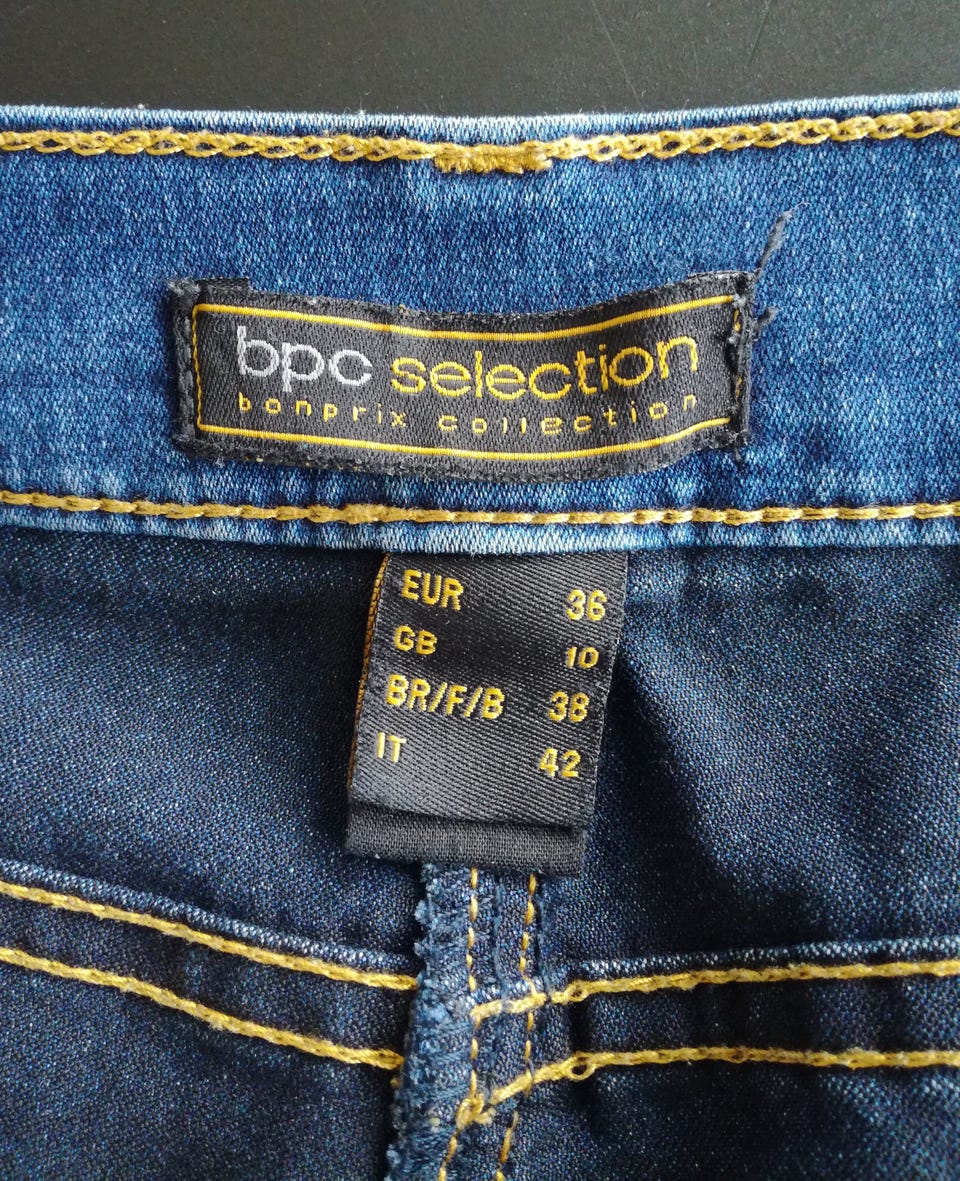 bpc selection
bonprix collection
EUR 36
GB 10
BR/F/B 38
IT 42